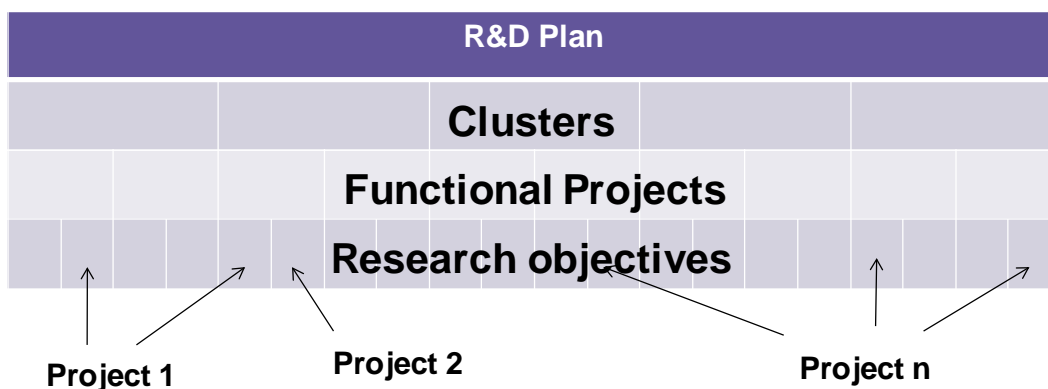 R&D Plan
Clusters
Functional Projects
Research objectives
Project 1
Project 2
Project n